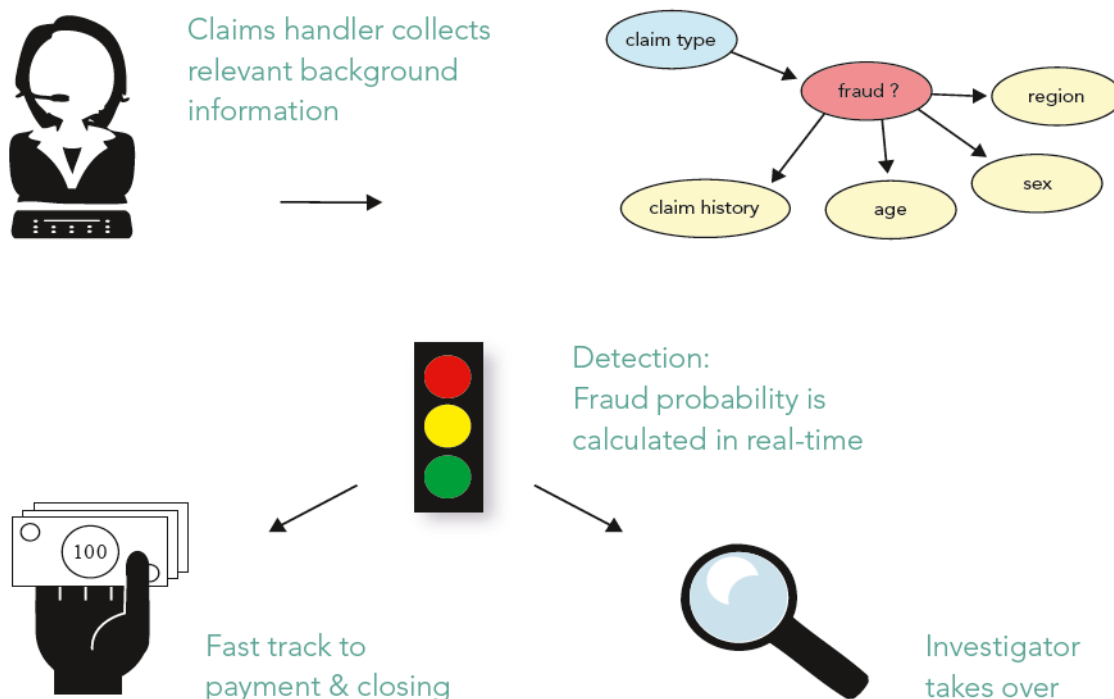 Claims handler collects
relevant background
information
claim type
fraud ?
region
sex
claim history
age
Detection:
Fraud probability is
calculated in real-time
100
Fast track to
payment & closing
Investigator
takes over